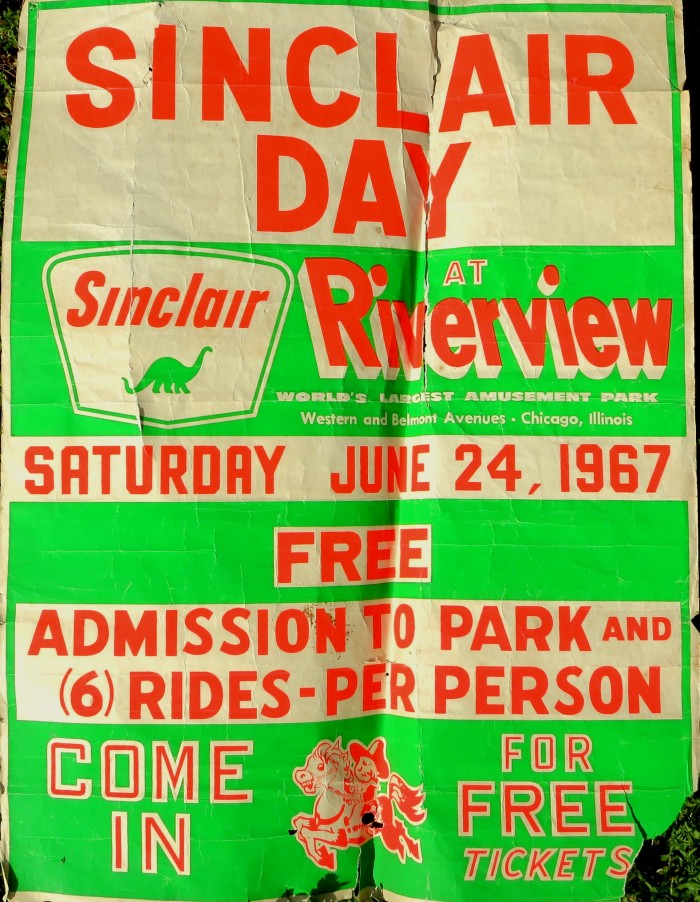 SINCLAIR
DAY
Sinclair
AT
Riverview
WORLD'S LARGEST AMUSEMENT PARK
Western and Belmont Avenues · Chicago, Illinois
SATURDAY JUNE 24, 1967
FREE
ADMISSION TO PARK AND
(6) RIDES-PER PERSON
COME
IN
FOR
FREE
TICKETS